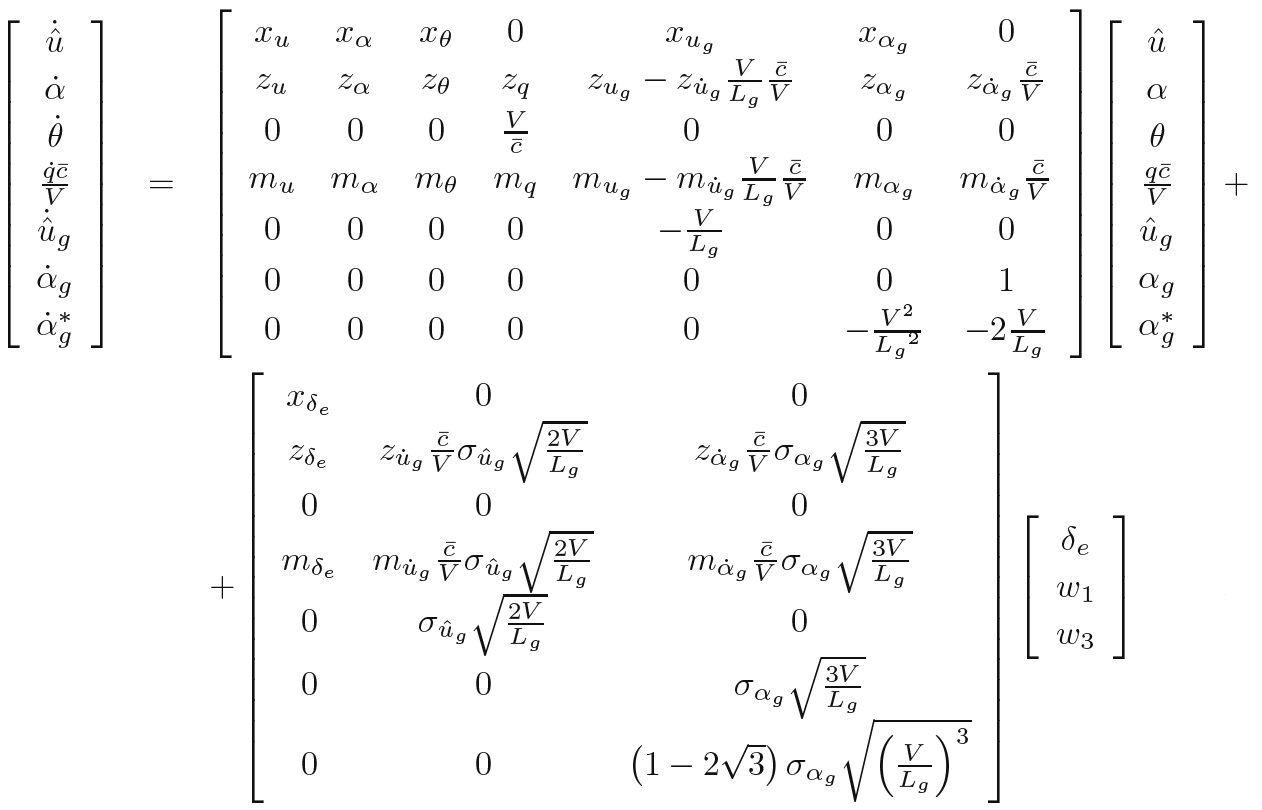 \begin{bmatrix} \dot{\hat{u}} \\ \dot{\alpha} \\ \dot{\theta} \\ \frac{\dot{q}\bar{c}}{V} \\ \dot{\hat{u}}_g \\ \dot{\alpha}_g \\ \dot{\alpha}_g^* \end{bmatrix} = \begin{bmatrix} x_u & x_\alpha & x_\theta & 0 & x_{u_g} & x_{\alpha_g} & 0 \\ z_u & z_\alpha & z_\theta & z_q & z_{u_g} - z_{\dot{u}_g}\frac{V}{L_g}\frac{\bar{c}}{V} & z_{\alpha_g} & z_{\dot{\alpha}_g}\frac{\bar{c}}{V} \\ 0 & 0 & 0 & \frac{V}{\bar{c}} & 0 & 0 & 0 \\ m_u & m_\alpha & m_\theta & m_q & m_{u_g} - m_{\dot{u}_g}\frac{V}{L_g}\frac{\bar{c}}{V} & m_{\alpha_g} & m_{\dot{\alpha}_g}\frac{\bar{c}}{V} \\ 0 & 0 & 0 & 0 & -\frac{V}{L_g} & 0 & 0 \\ 0 & 0 & 0 & 0 & 0 & 0 & 1 \\ 0 & 0 & 0 & 0 & 0 & -\frac{V^2}{{L_g}^2} & -2\frac{V}{L_g} \end{bmatrix} \begin{bmatrix} \hat{u} \\ \alpha \\ \theta \\ \frac{q\bar{c}}{V} \\ \hat{u}_g \\ \alpha_g \\ \alpha_g^* \end{bmatrix} +
+ \begin{bmatrix} x_{\delta_e} & 0 & 0 \\ z_{\delta_e} & z_{\dot{u}_g}\frac{\bar{c}}{V}\sigma_{\hat{u}_g}\sqrt{\frac{2V}{L_g}} & z_{\dot{\alpha}_g}\frac{\bar{c}}{V}\sigma_{\alpha_g}\sqrt{\frac{3V}{L_g}} \\ 0 & 0 & 0 \\ m_{\delta_e} & m_{\dot{u}_g}\frac{\bar{c}}{V}\sigma_{\hat{u}_g}\sqrt{\frac{2V}{L_g}} & m_{\dot{\alpha}_g}\frac{\bar{c}}{V}\sigma_{\alpha_g}\sqrt{\frac{3V}{L_g}} \\ 0 & \sigma_{\hat{u}_g}\sqrt{\frac{2V}{L_g}} & 0 \\ 0 & 0 & \sigma_{\alpha_g}\sqrt{\frac{3V}{L_g}} \\ 0 & 0 & \left(1 - 2\sqrt{3}\right)\sigma_{\alpha_g}\sqrt{\left(\frac{V}{L_g}\right)^3} \end{bmatrix} \begin{bmatrix} \delta_e \\ w_1 \\ w_3 \end{bmatrix}